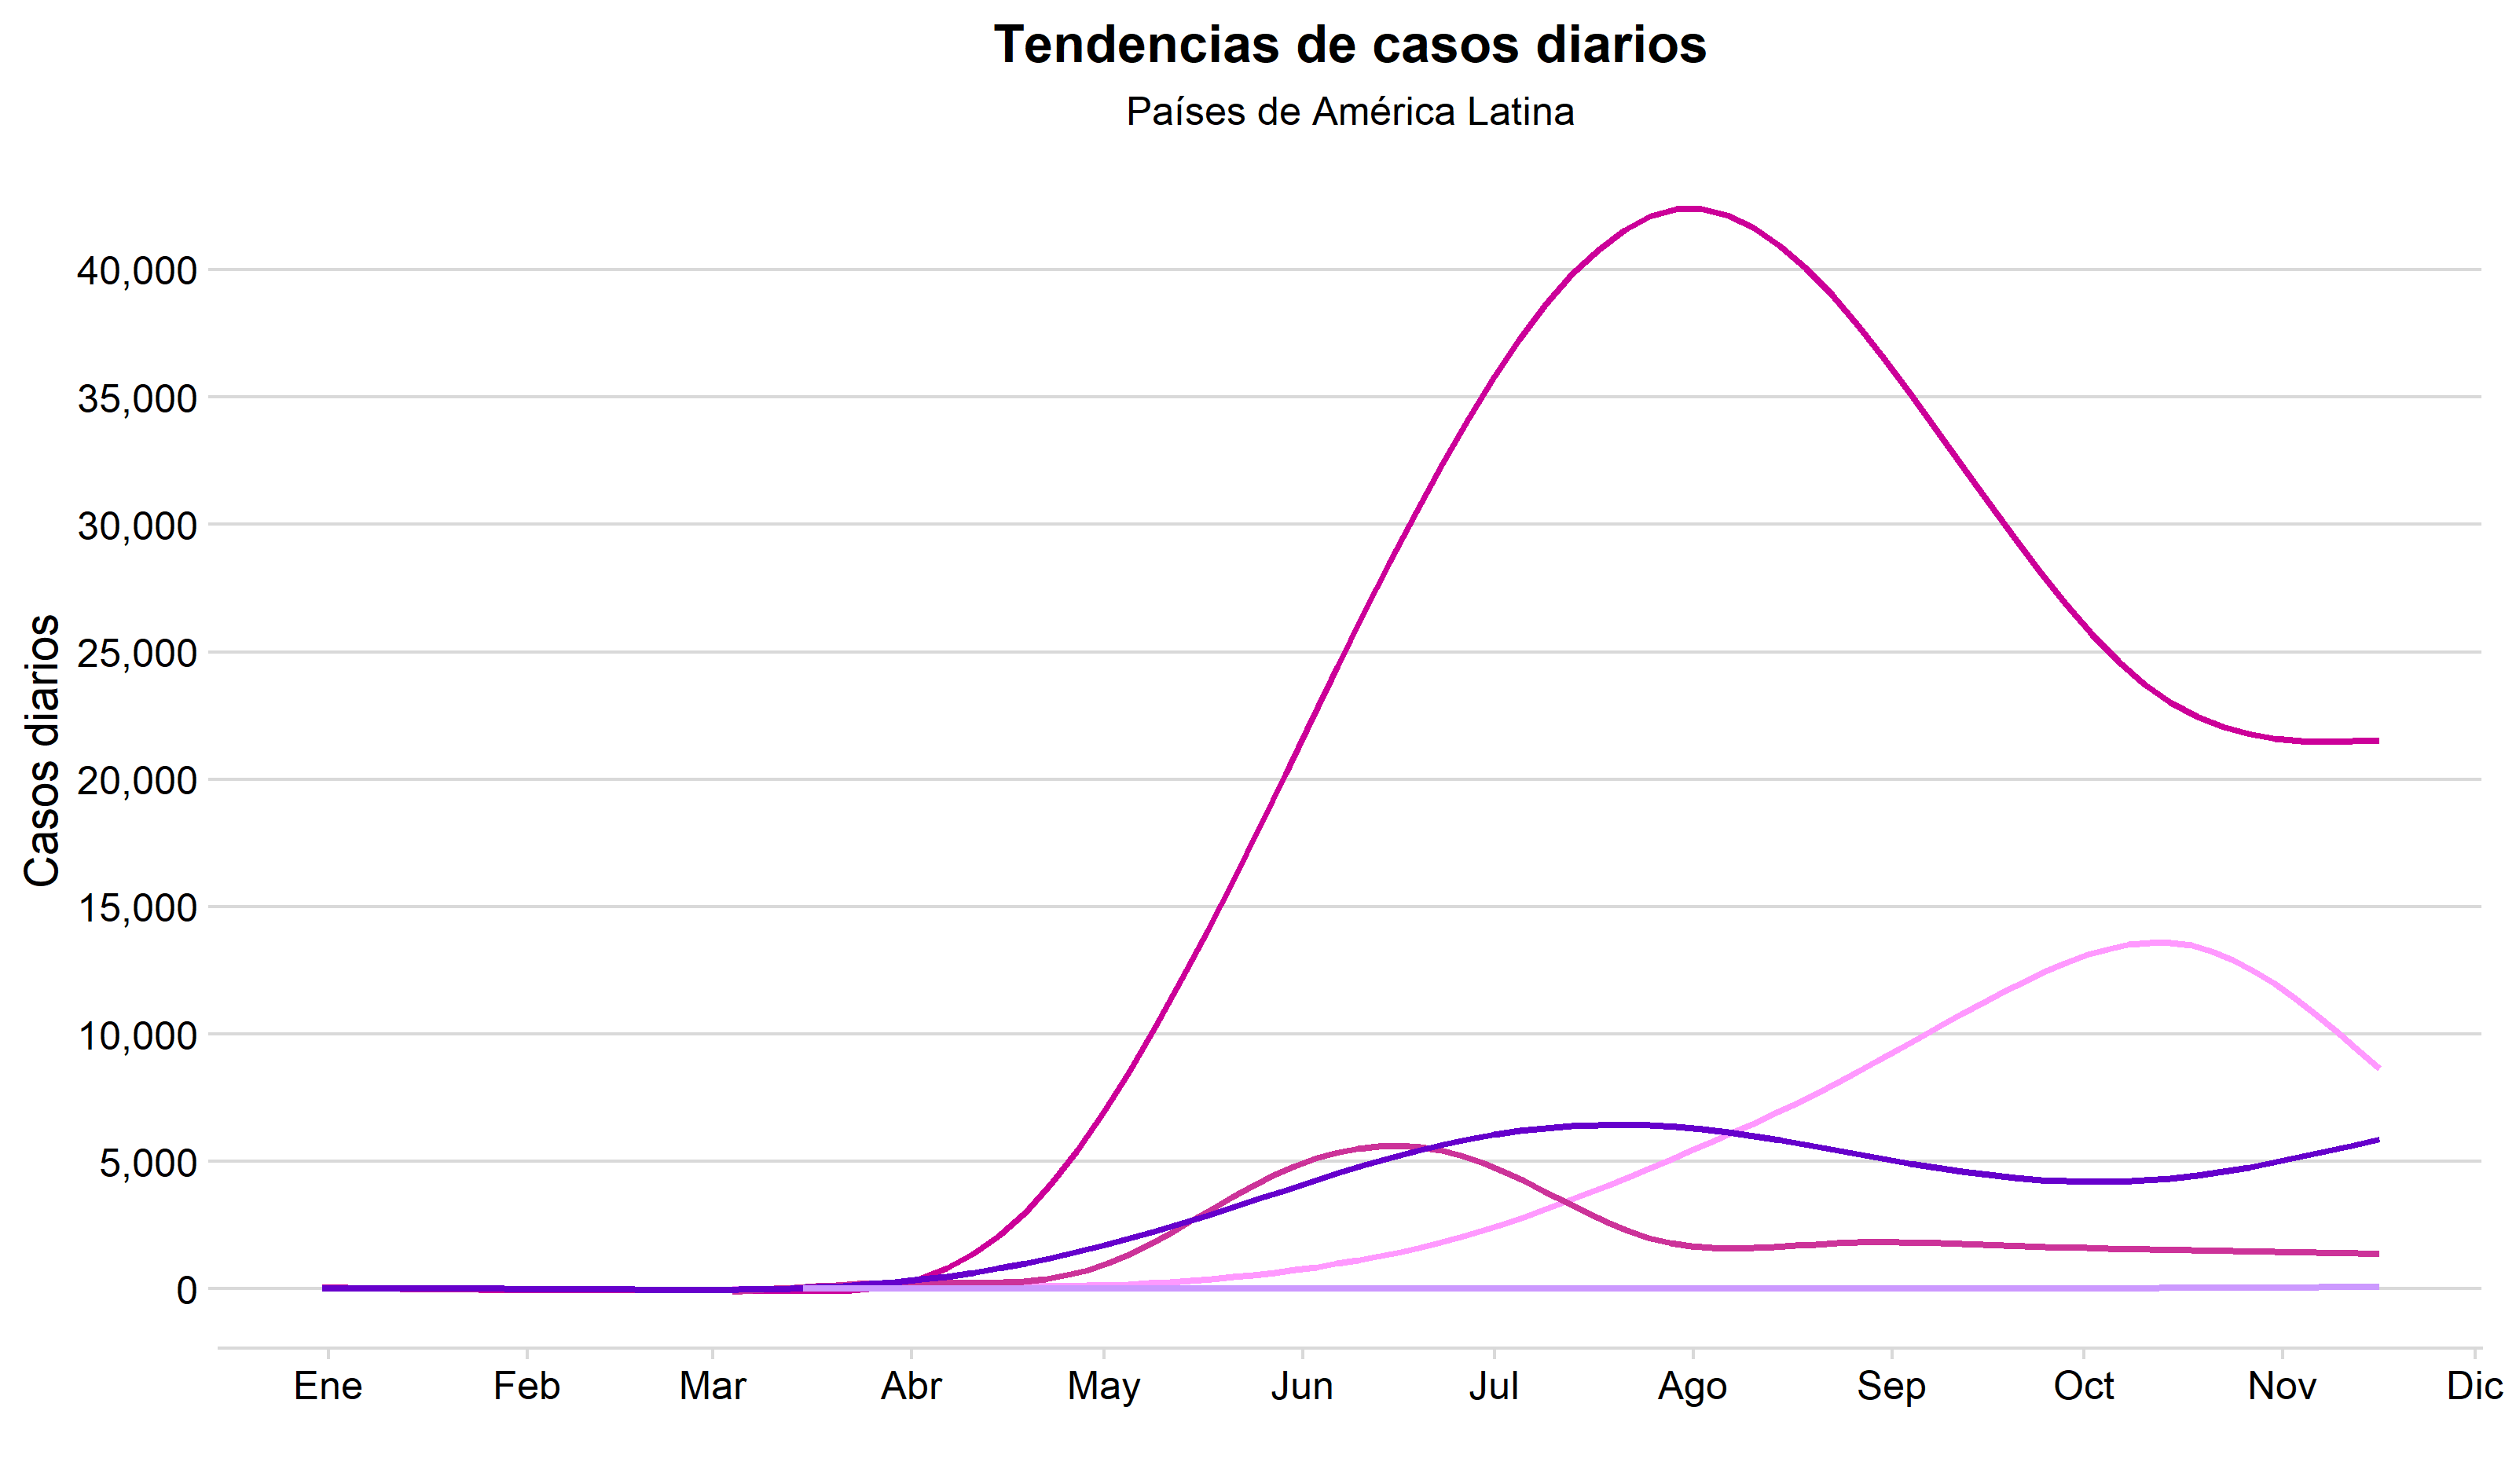 Tendencias de casos diarios
Países de América Latina
Casos diarios
40,000
35,000
30,000
25,000
20,000
15,000
10,000
5,000
0
Ene Feb Mar Abr May Jun Jul Ago Sep Oct Nov Dic